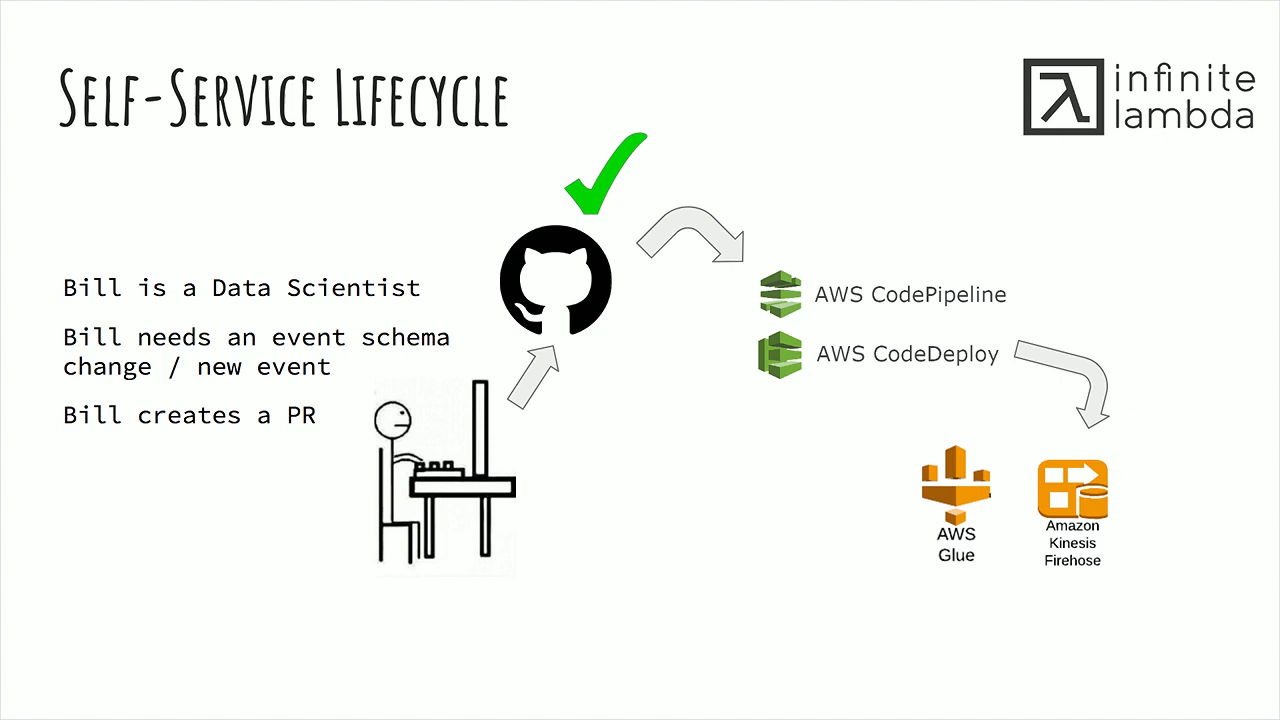 Self-Service Lifecycle
infinite
lambda
Bill is a Data Scientist
Bill needs an event schema
change / new event
Bill creates a PR
AWS CodePipeline
AWS CodeDeploy
AWS
Glue
Amazon
Kinesis
Firehose